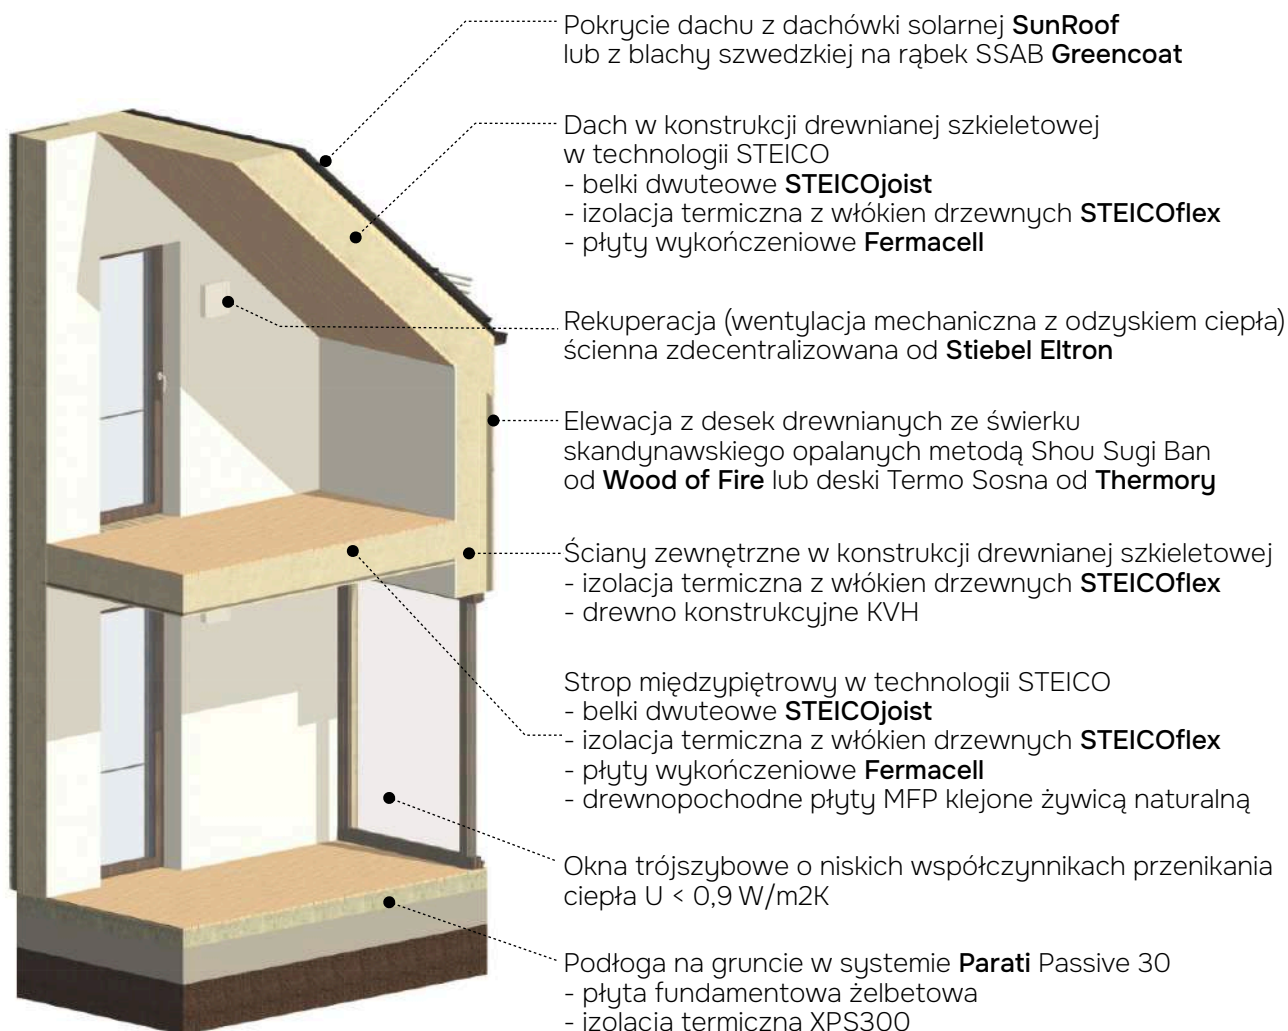 Pokrycie dachu z dachówki solarnej SunRoof
lub z blachy szwedzkiej na rąbek SSAB Greencoat
Dach w konstrukcji drewnianej szkieletowej
w technologii STEICO
- belki dwuteowe STEICOjoist
- izolacja termiczna z włókien drzewnych STEICOflex
- płyty wykończeniowe Fermacell
Rekuperacja (wentylacja mechaniczna z odzyskiem ciepła)
ścienna zdecentralizowana od Stiebel Eltron
Elewacja z desek drewnianych ze świerku
skandynawskiego opalanych metodą Shou Sugi Ban
od Wood of Fire lub deski Termo Sosna od Thermory
Ściany zewnętrzne w konstrukcji drewnianej szkieletowej
- izolacja termiczna z włókien drzewnych STEICOflex
- drewno konstrukcyjne KVH
Strop międzypiętrowy w technologii STEICO
- belki dwuteowe STEICOjoist
- izolacja termiczna z włókien drzewnych STEICOflex
- płyty wykończeniowe Fermacell
- drewnopochodne płyty MFP klejone żywicą naturalną
Okna trójszybowe o niskich współczynnikach przenikania
ciepła U < 0,9 W/m2K
Podłoga na gruncie w systemie Parati Passive 30
- płyta fundamentowa żelbetowa
- izolacja termiczna XPS300